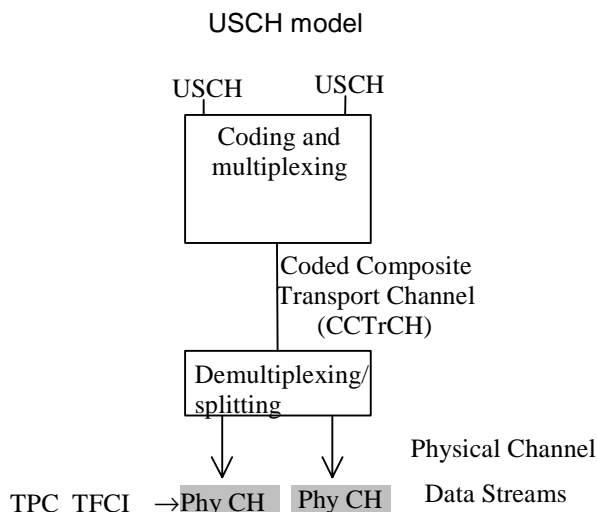 USCH model
USCH USCH
Coding and
multiplexing
Coded Composite
Transport Channel
(CCTrCH)
Demultiplexing/
splitting
Physical Channel
Data Streams
TPC TFCI →Phy CH Phy CH